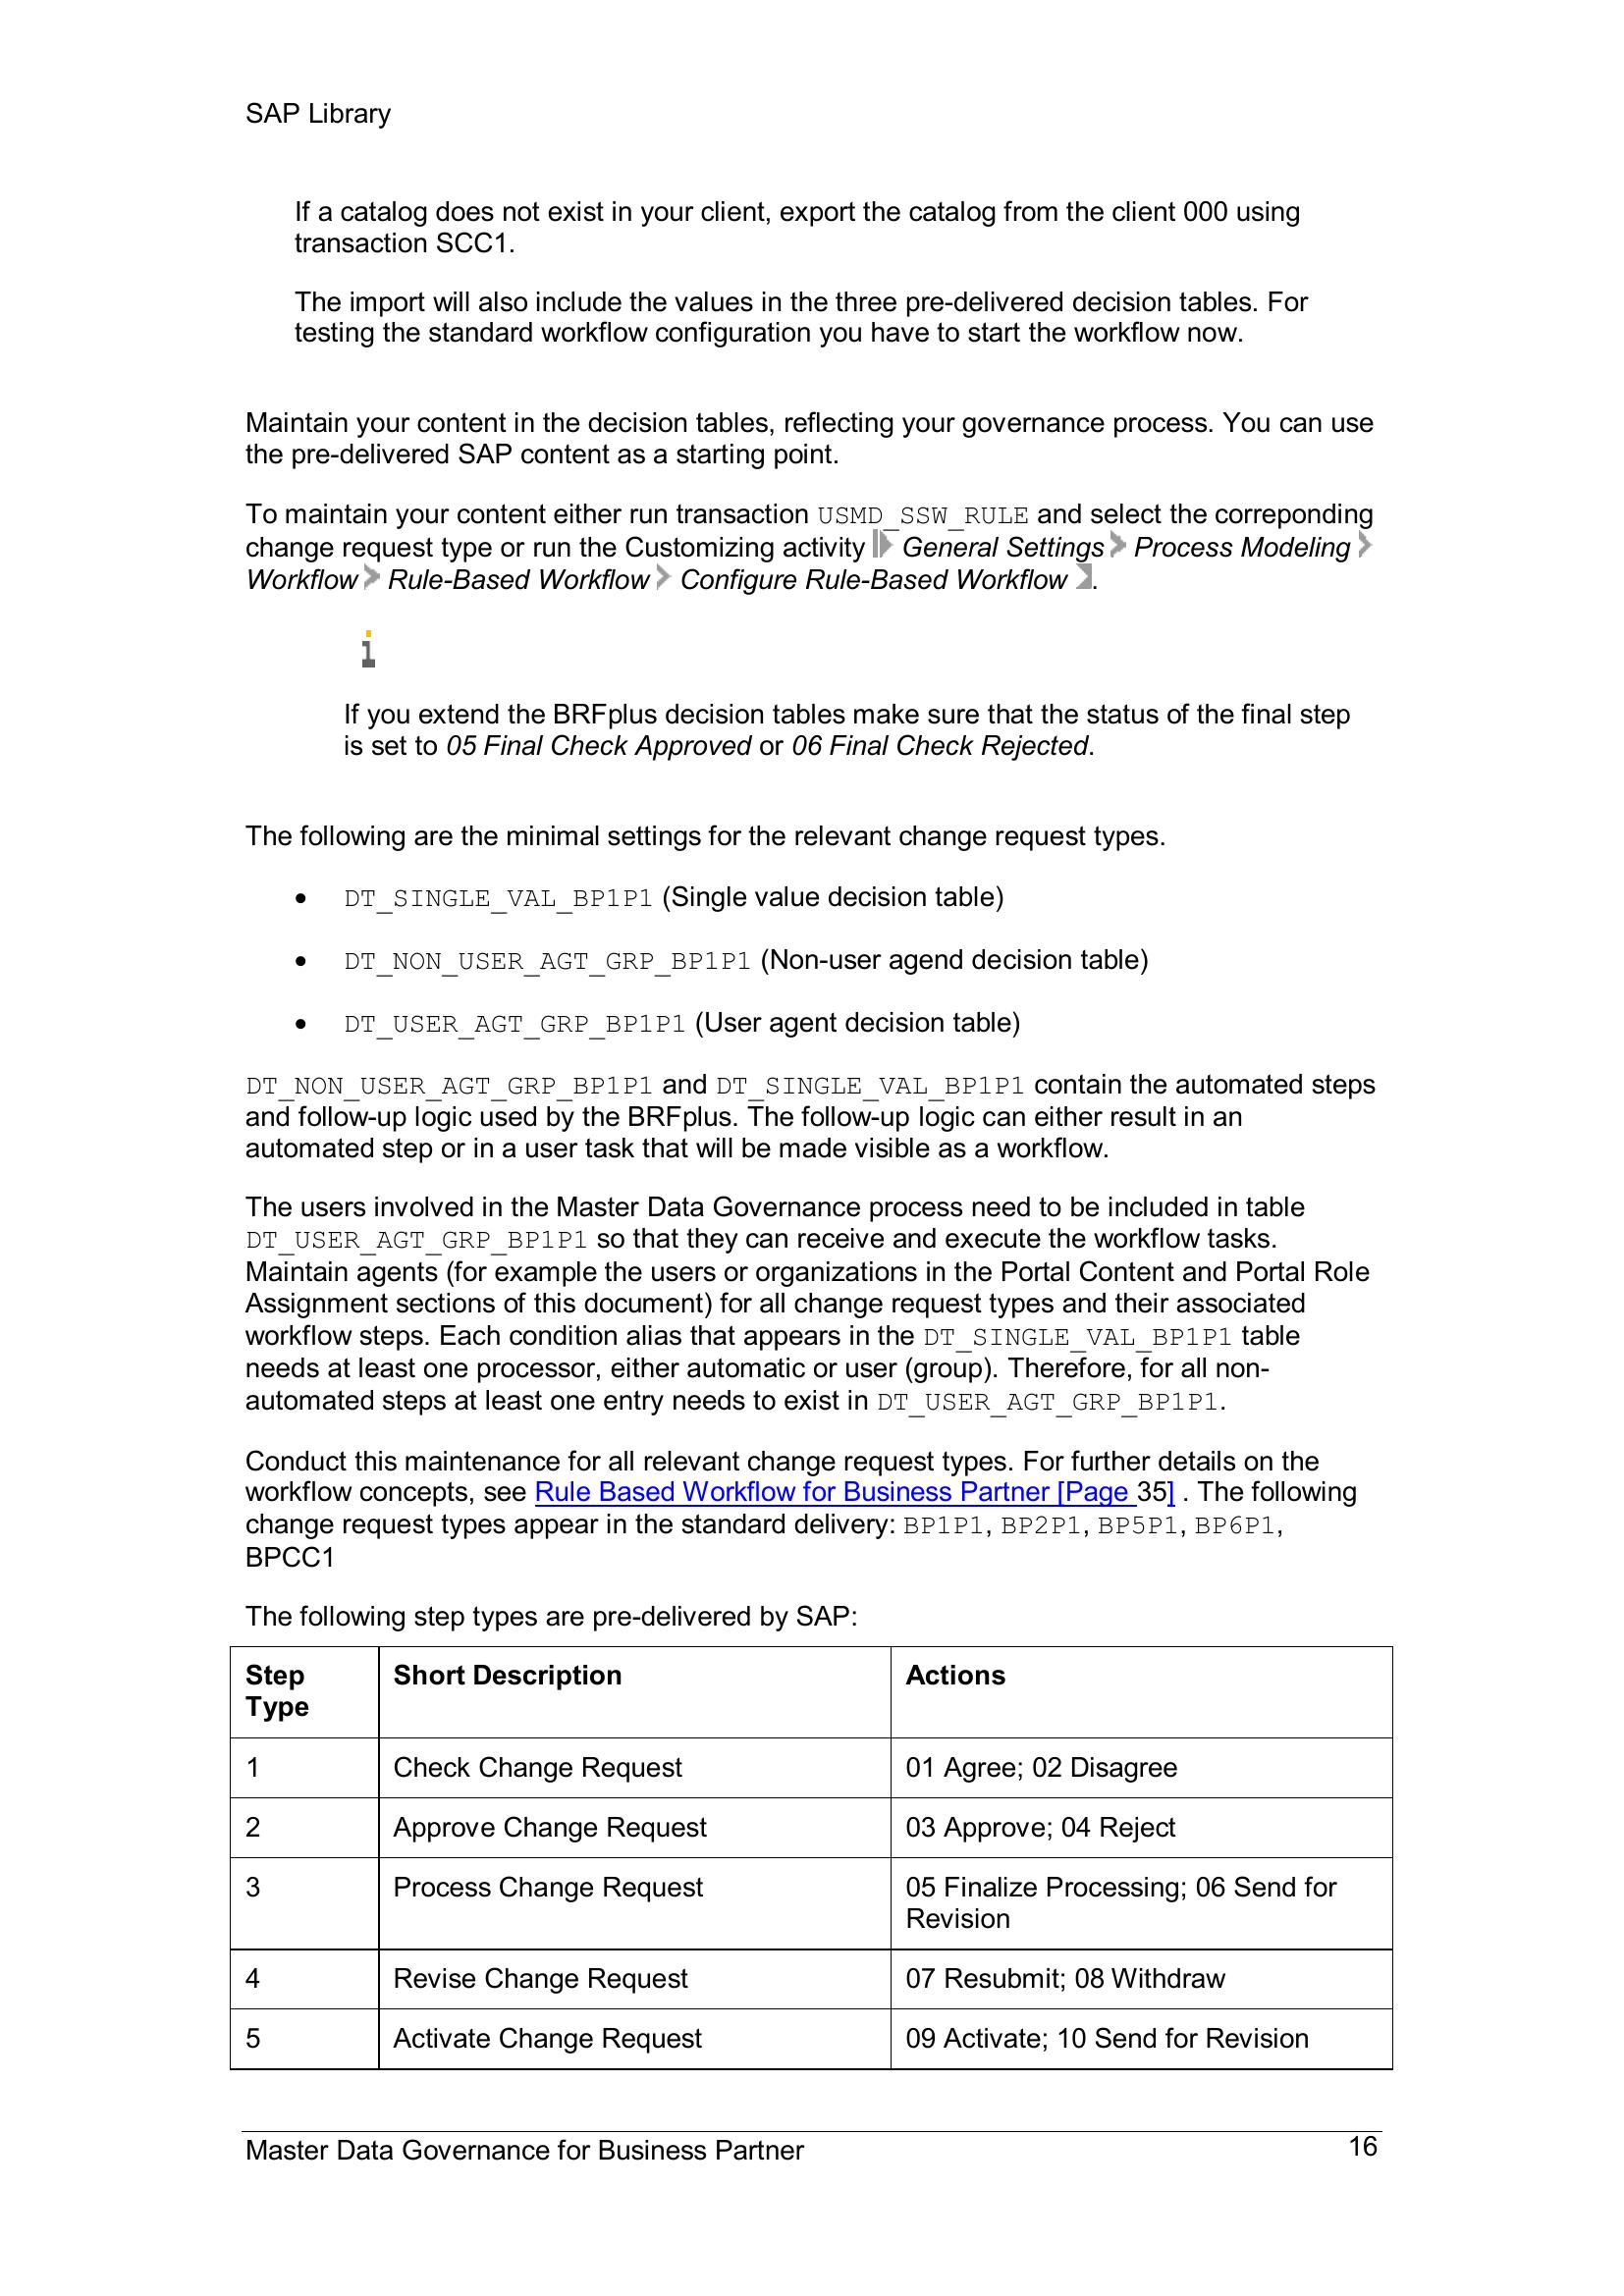 SAP Library
If a catalog does not exist in your client, export the catalog from the client 000 using
transaction SCC1.
The import will also include the values in the three pre-delivered decision tables. For
testing the standard workflow configuration you have to start the workflow now.
Maintain your content in the decision tables, reflecting your governance process. You can use
the pre-delivered SAP content as a starting point.
To maintain your content either run transaction USMD_SSW_RULE and select the correponding
change request type or run the Customizing activity General Settings Process Modeling
Workflow Rule-Based Workflow Configure Rule-Based Workflow .
If you extend the BRFplus decision tables make sure that the status of the final step
is set to 05 Final Check Approved or 06 Final Check Rejected.
The following are the minimal settings for the relevant change request types.
• DT_SINGLE_VAL_BP1P1 (Single value decision table)
• DT_NON_USER_AGT_GRP_BP1P1 (Non-user agend decision table)
• DT_USER_AGT_GRP_BP1P1 (User agent decision table)
DT_NON_USER_AGT_GRP_BP1P1 and DT_SINGLE_VAL_BP1P1 contain the automated steps
and follow-up logic used by the BRFplus. The follow-up logic can either result in an
automated step or in a user task that will be made visible as a workflow.
The users involved in the Master Data Governance process need to be included in table
DT_USER_AGT_GRP_BP1P1 so that they can receive and execute the workflow tasks.
Maintain agents (for example the users or organizations in the Portal Content and Portal Role
Assignment sections of this document) for all change request types and their associated
workflow steps. Each condition alias that appears in the DT_SINGLE_VAL_BP1P1 table
needs at least one processor, either automatic or user (group). Therefore, for all non-
automated steps at least one entry needs to exist in DT_USER_AGT_GRP_BP1P1.
Conduct this maintenance for all relevant change request types. For further details on the
workflow concepts, see Rule Based Workflow for Business Partner [Page 35] . The following
change request types appear in the standard delivery: BP1P1, BP2P1, BP5P1, BP6P1,
BPCC1
The following step types are pre-delivered by SAP:
Step
Type
Short Description
Actions
1
Check Change Request
01 Agree; 02 Disagree
2
Approve Change Request
03 Approve; 04 Reject
3
Process Change Request
05 Finalize Processing; 06 Send for
Revision
4
Revise Change Request
07 Resubmit; 08 Withdraw
5
Activate Change Request
09 Activate; 10 Send for Revision
Master Data Governance for Business Partner
16